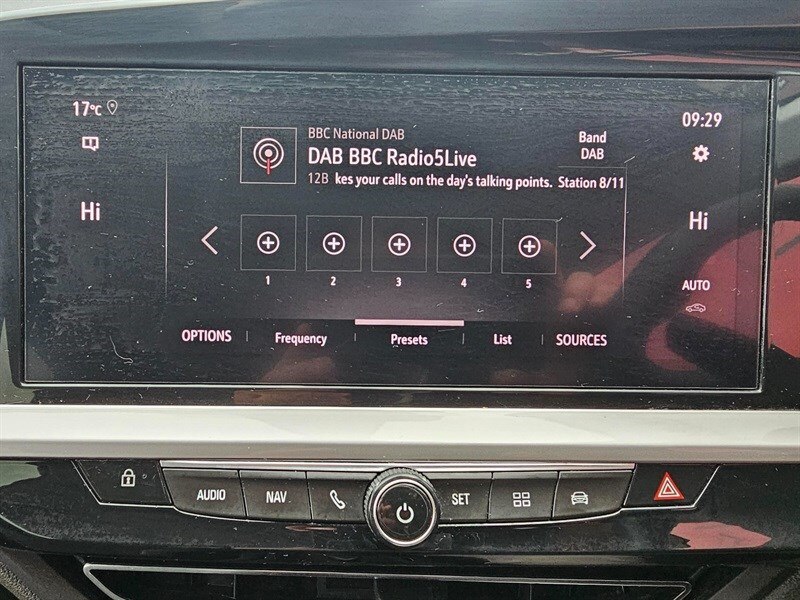 17°C
09:29
BBC National DAB
DAB BBC Radio5Live
12B kes your calls on the day's talking points. Station 8/11
Band
DAB
Hi
Hi
1 2 3 4 5
AUTO
OPTIONS Frequency Presets List SOURCES
AUDIO NAV SET